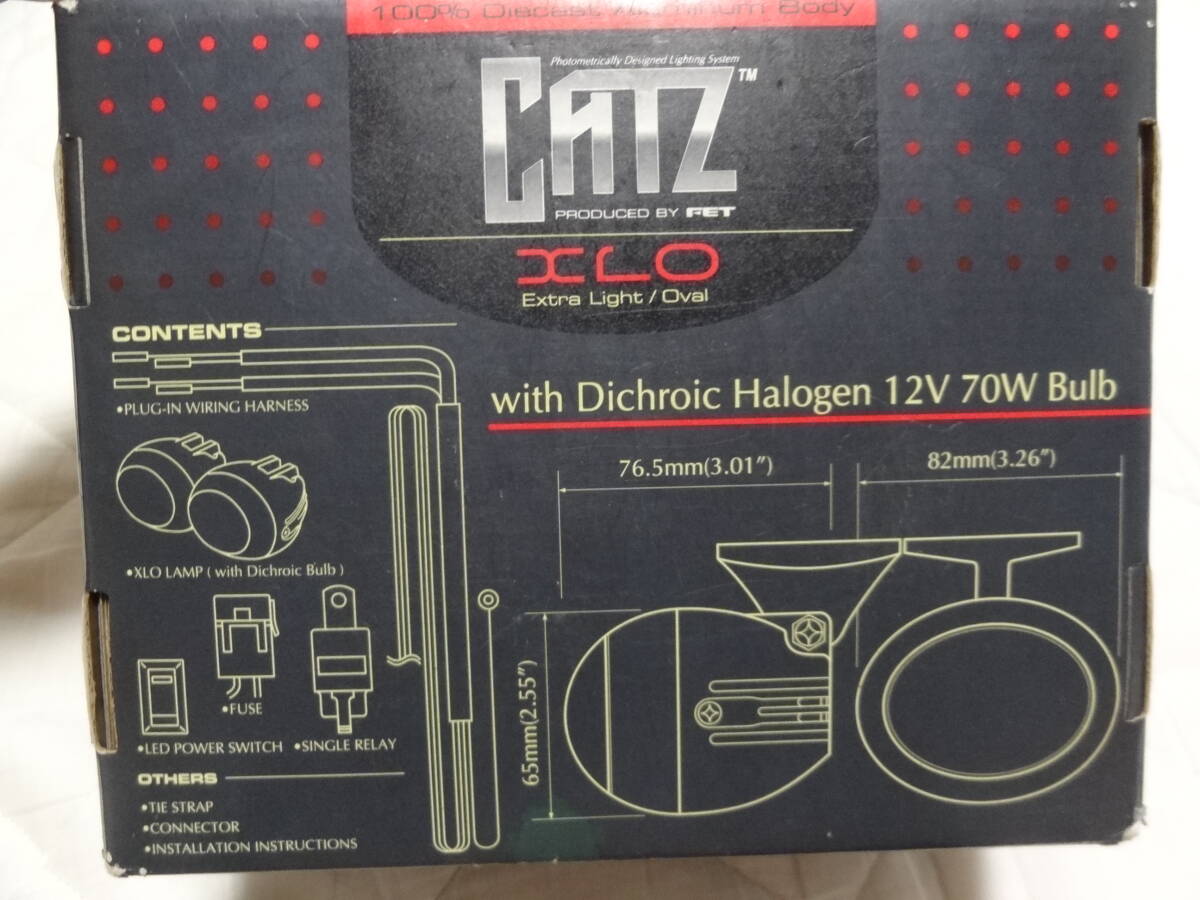 100% Diecast Aluminum Body
Photometrically Designed Lighting System
CATZ™
PRODUCED BY FET
XLO
Extra Light / Oval
CONTENTS
•PLUG-IN WIRING HARNESS
with Dichroic Halogen 12V 70W Bulb
76.5mm(3.01")
82mm(3.26")
•XLO LAMP ( with Dichroic Bulb )
65mm(2.55")
•FUSE
•LED POWER SWITCH
•SINGLE RELAY
OTHERS
•TIE STRAP
•CONNECTOR
•INSTALLATION INSTRUCTIONS